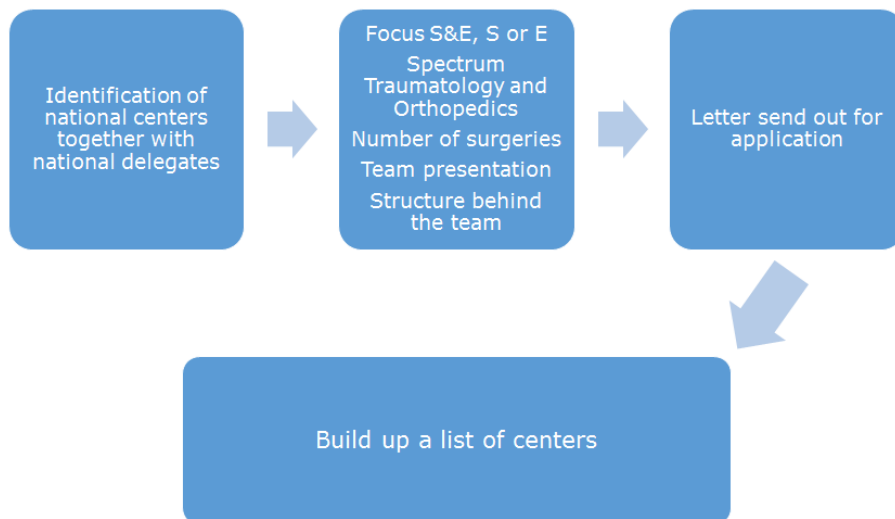 Identification of
national centers
together with
national delegates
Focus S&E, S or E
Spectrum
Traumatology and
Orthopedics
Number of surgeries
Team presentation
Structure behind
the team
Letter send out for
application
Build up a list of centers